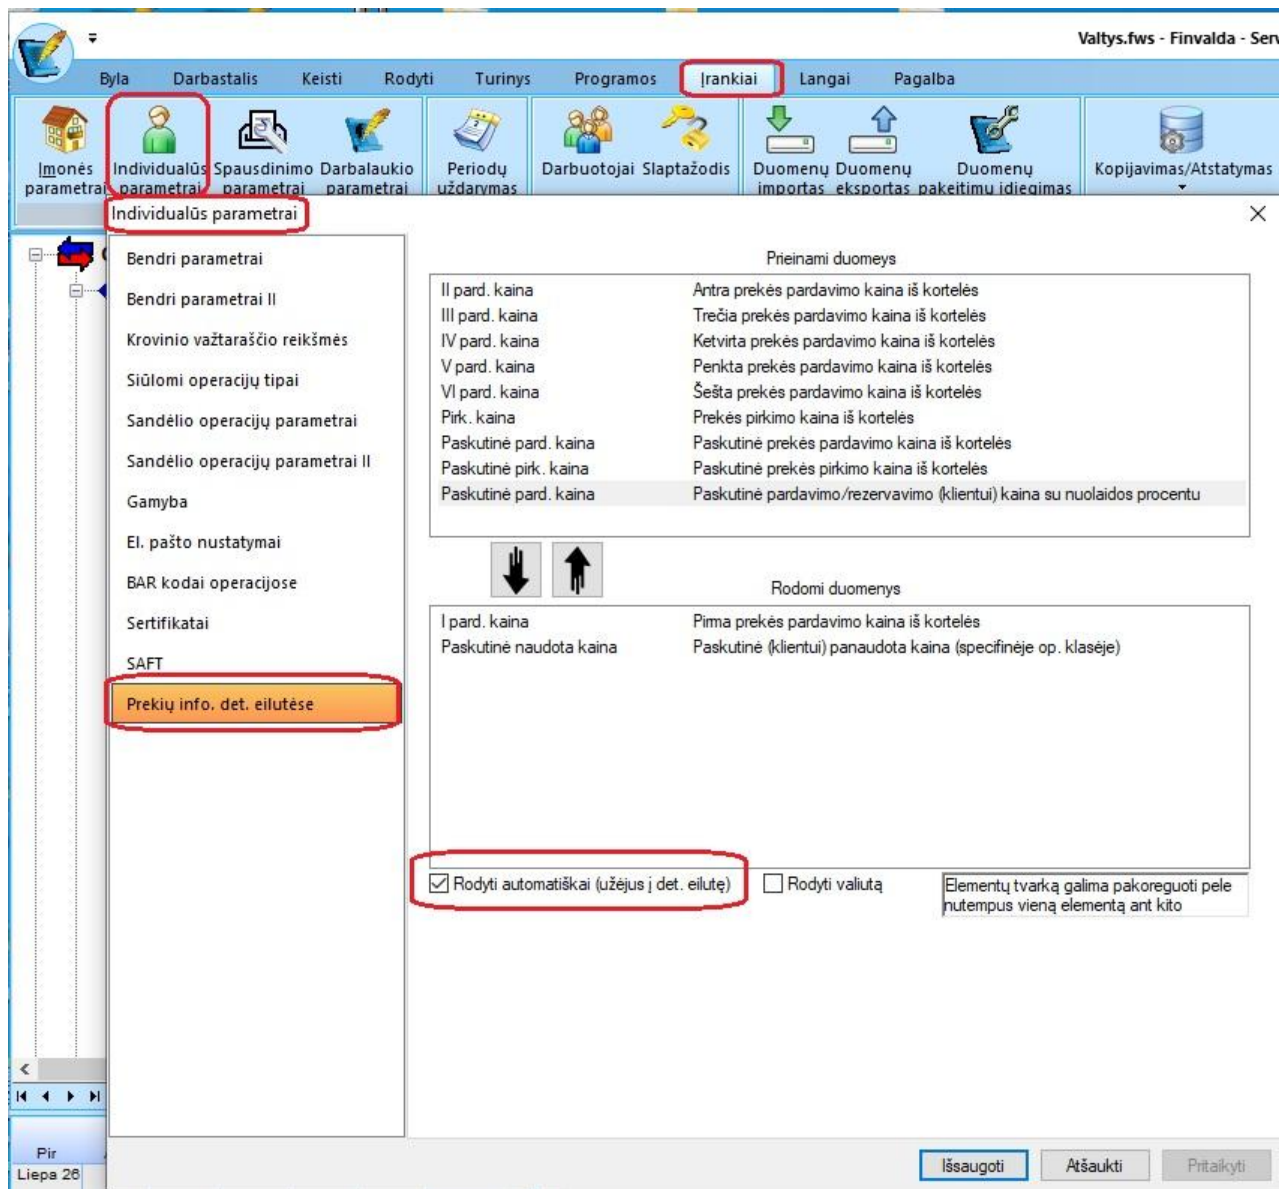 Valtys.fws - Finvalda - Serv
Byla Darbastalis Keisti Rodyti Turinys Programos Įrankiai Langai Pagalba
Įmonės Individualūs Spausdinimo Darbalaukio Periodų Darbuotojai Slaptažodis Duomenų Duomenų Duomenų Kopijavimas/Atstatymas
parametrai parametrai parametrai parametrai uždarymas importas eksportas pakeitimų įdiegimas
Individualūs parametrai
Bendri parametrai
Bendri parametrai II
Krovinio važtaraščio reikšmės
Siūlomi operacijų tipai
Sandėlio operacijų parametrai
Sandėlio operacijų parametrai II
Gamyba
El. pašto nustatymai
BAR kodai operacijose
Sertifikatai
SAFT
Prekių info. det. eilutėse
Prieinami duomeys
II pard. kaina Antra prekės pardavimo kaina iš kortelės
III pard. kaina Trečia prekės pardavimo kaina iš kortelės
IV pard. kaina Ketvirta prekės pardavimo kaina iš kortelės
V pard. kaina Penkta prekės pardavimo kaina iš kortelės
VI pard. kaina Šešta prekės pardavimo kaina iš kortelės
Pirk. kaina Prekės pirkimo kaina iš kortelės
Paskutinė pard. kaina Paskutinė prekės pardavimo kaina iš kortelės
Paskutinė pirk. kaina Paskutinė prekės pirkimo kaina iš kortelės
Paskutinė pard. kaina Paskutinė pardavimo/rezervavimo (klientui) kaina su nuolaidos procentu
Rodomi duomenys
I pard. kaina Pirma prekės pardavimo kaina iš kortelės
Paskutinė naudota kaina Paskutinė (klientui) panaudota kaina (specifinėje op. klasėje)
Rodyti automatiškai (užėjus į det. eilutę) Rodyti valiutą
Elementų tvarką galima pakoreguoti pele
nutempus vieną elementą ant kito
Pir
Liepa 26
Išsaugoti Atšaukti Pritaikyti